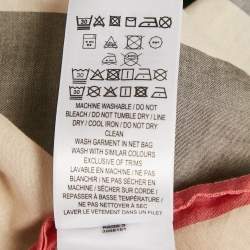 MACHINE WASHABLE / DO NOT
BLEACH / DO NOT TUMBLE DRY / LINE
DRY / COOL IRON / DO NOT DRY
CLEAN
WASH GARMENT IN NET BAG
WASH WITH SIMILAR COLOURS
EXCLUSIVE OF TRIMS
LAVABLE EN MACHINE / NE PAS
BLANCHIR / NE PAS SÉCHER EN
MACHINE / SÉCHER SUR CORDE /
REPASSER À BASSE TEMPÉRATURE /
NE PAS NETTOYER À SEC
LAVER LE VÊTEMENT DANS UN FILET